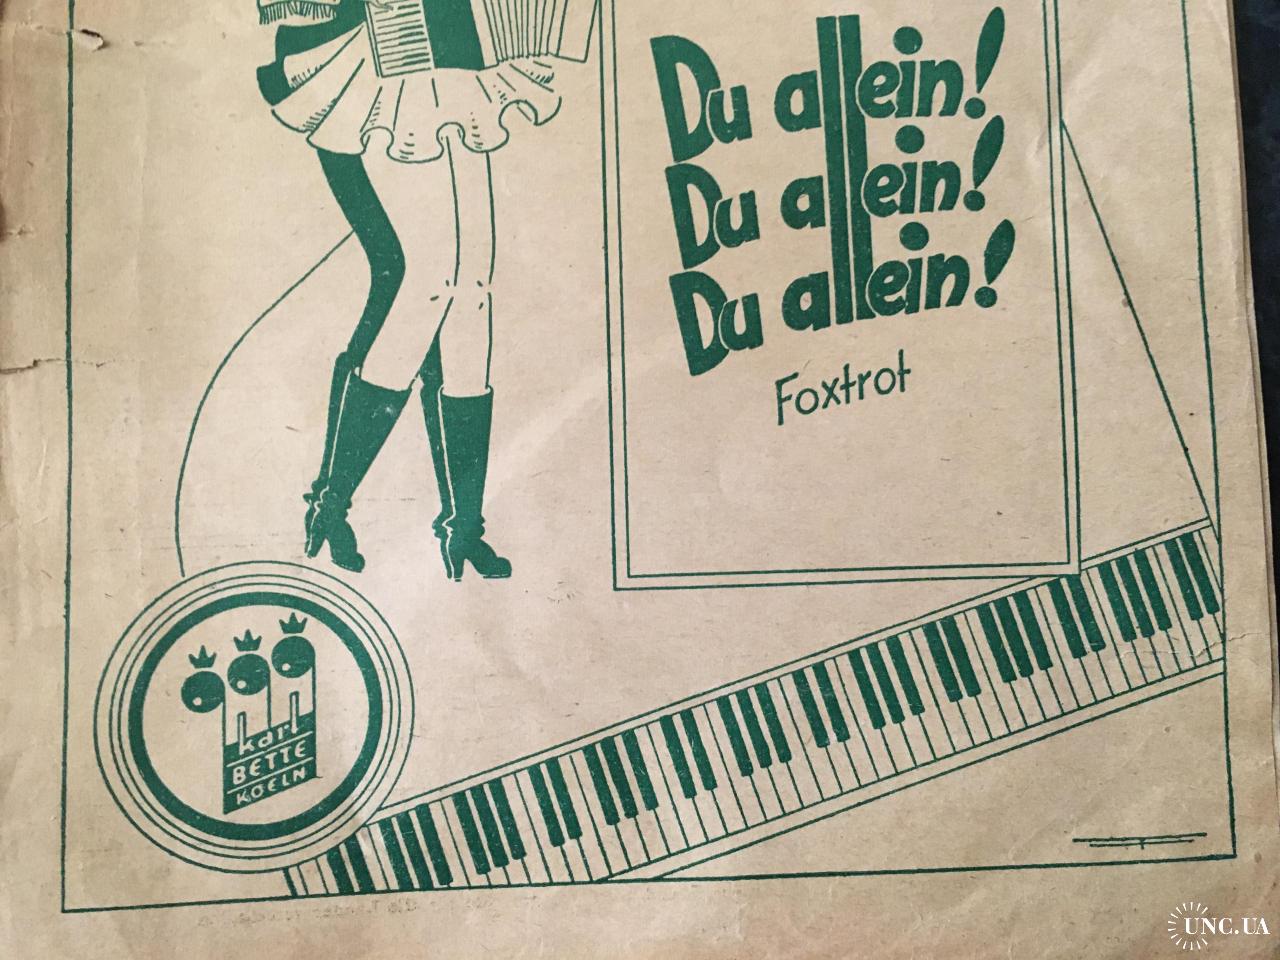 Du allein!
Du allein!
Du allein!
Foxtrot
Karl
BETTE
KOELN
UNC.UA